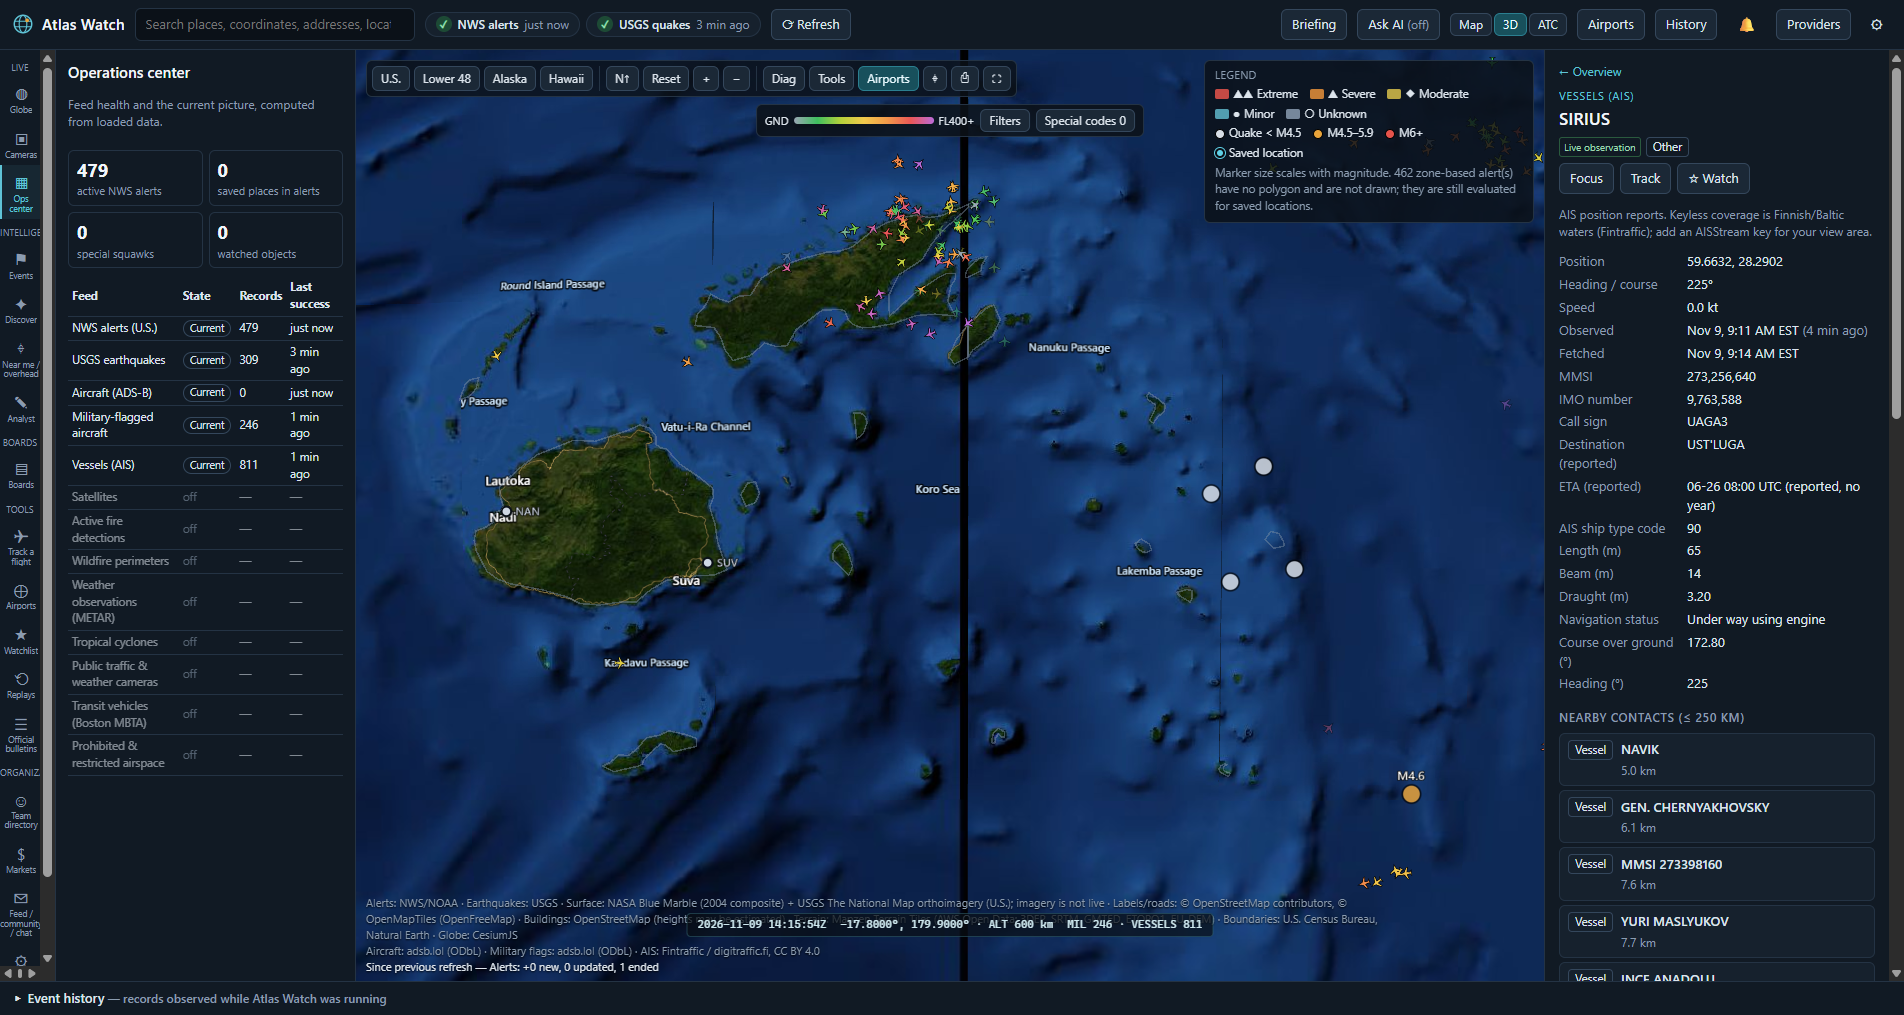 Atlas Watch
Search places, coordinates, addresses, loca
NWS alerts just now
USGS quakes 3 min ago
Refresh
Briefing
Ask AI (off)
Map
3D
ATC
Airports
History
Providers
LIVE
Globe
Cameras
Ops center
INTELLIGE
Events
Discover
Near me / overhead
Analyst
BOARDS
Boards
TOOLS
Track a flight
Airports
Watchlist
Replays
Official bulletins
ORGANIZ
Team directory
Markets
Feed / community / chat
Operations center
Feed health and the current picture, computed
from loaded data.
479
active NWS alerts
0
saved places in alerts
0
special squawks
0
watched objects
Feed State Records Last success
NWS alerts (U.S.) Current 479 just now
USGS earthquakes Current 309 3 min ago
Aircraft (ADS-B) Current 0 just now
Military-flagged aircraft Current 246 1 min ago
Vessels (AIS) Current 811 1 min ago
Satellites off — —
Active fire detections off — —
Wildfire perimeters off — —
Weather observations (METAR) off — —
Tropical cyclones off — —
Public traffic & weather cameras off — —
Transit vehicles (Boston MBTA) off — —
Prohibited & restricted airspace off — —
U.S.
Lower 48
Alaska
Hawaii
N↑
Reset
+
−
Diag
Tools
Airports
GND
FL400+
Filters
Special codes 0
LEGEND
▲▲ Extreme ▲ Severe ◆ Moderate
● Minor ○ Unknown
Quake < M4.5 M4.5–5.9 M6+
Saved location
Marker size scales with magnitude. 462 zone-based alert(s)
have no polygon and are not drawn; they are still evaluated
for saved locations.
Round Island Passage
Nanuku Passage
y Passage
Vatu-i-Ra Channel
Lautoka
Nadi
NAN
Koro Sea
SUV
Suva
Lakemba Passage
Kandavu Passage
M4.6
Alerts: NWS/NOAA · Earthquakes: USGS · Surface: NASA Blue Marble (2004 composite) + USGS The National Map orthoimagery (U.S.); imagery is not live · Labels/roads: © OpenStreetMap contributors, ©
OpenMapTiles (OpenFreeMap) · Buildings: OpenStreetMap (heights · Boundaries: U.S. Census Bureau,
Natural Earth · Globe: CesiumJS
Aircraft: adsb.lol (ODbL) · Military flags: adsb.lol (ODbL) · AIS: Fintraffic / digitraffic.fi, CC BY 4.0
Since previous refresh — Alerts: +0 new, 0 updated, 1 ended
2026-11-09 14:15:54Z −17.8000°, 179.9000° · ALT 600 km MIL 246 · VESSELS 811
← Overview
VESSELS (AIS)
SIRIUS
Live observation
Other
Focus
Track
☆ Watch
AIS position reports. Keyless coverage is Finnish/Baltic
waters (Fintraffic); add an AISStream key for your view area.
Position 59.6632, 28.2902
Heading / course 225°
Speed 0.0 kt
Observed Nov 9, 9:11 AM EST (4 min ago)
Fetched Nov 9, 9:14 AM EST
MMSI 273,256,640
IMO number 9,763,588
Call sign UAGA3
Destination (reported) UST'LUGA
ETA (reported) 06-26 08:00 UTC (reported, no year)
AIS ship type code 90
Length (m) 65
Beam (m) 14
Draught (m) 3.20
Navigation status Under way using engine
Course over ground (°) 172.80
Heading (°) 225
NEARBY CONTACTS (≤ 250 KM)
Vessel NAVIK
5.0 km
Vessel GEN. CHERNYAKHOVSKY
6.1 km
Vessel MMSI 273398160
7.6 km
Vessel YURI MASLYUKOV
7.7 km
Vessel INCE ANADOLU
▸ Event history — records observed while Atlas Watch was running